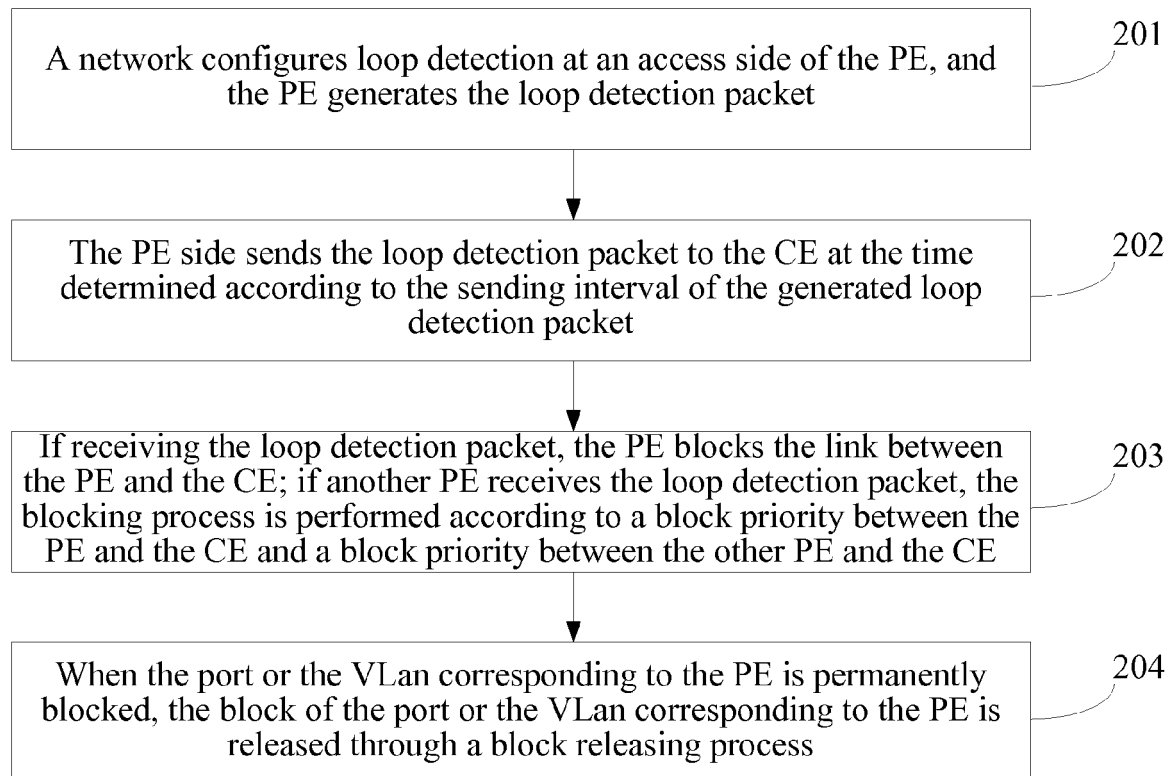 A network configures loop detection at an access side of the PE, and
the PE generates the loop detection packet
201
The PE side sends the loop detection packet to the CE at the time
determined according to the sending interval of the generated loop
detection packet
202
If receiving the loop detection packet, the PE blocks the link between
the PE and the CE; if another PE receives the loop detection packet, the
blocking process is performed according to a block priority between the
PE and the CE and a block priority between the other PE and the CE
203
When the port or the VLan corresponding to the PE is permanently
blocked, the block of the port or the VLan corresponding to the PE is
released through a block releasing process
204